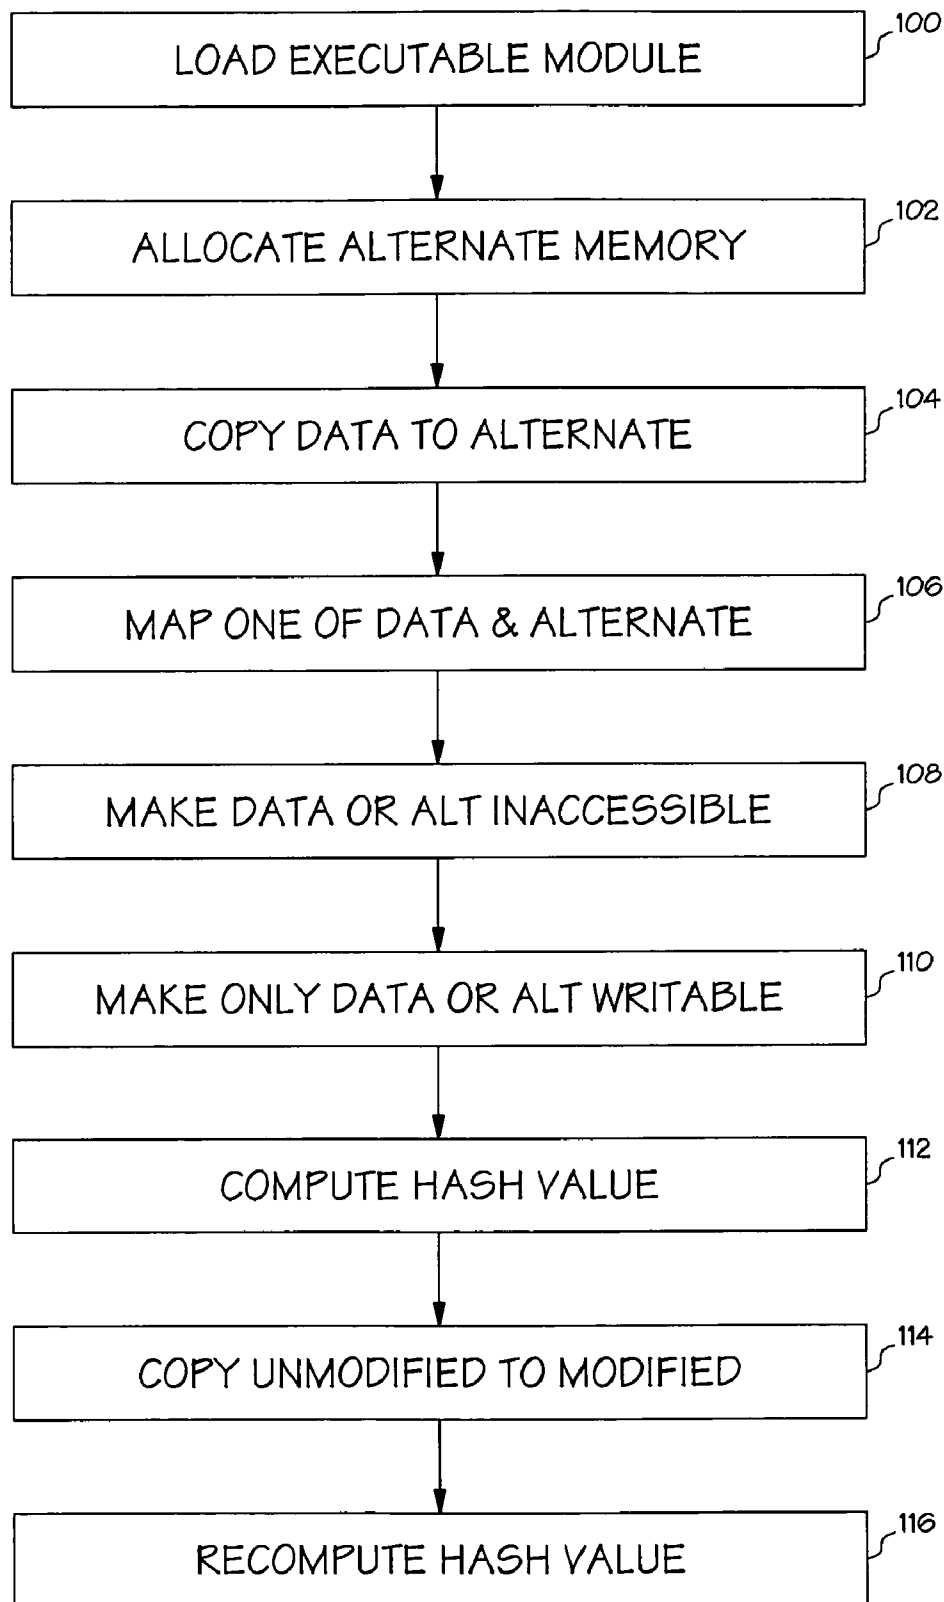 100
LOAD EXECUTABLE MODULE
102
ALLOCATE ALTERNATE MEMORY
104
COPY DATA TO ALTERNATE
106
MAP ONE OF DATA & ALTERNATE
108
MAKE DATA OR ALT INACCESSIBLE
110
MAKE ONLY DATA OR ALT WRITABLE
112
COMPUTE HASH VALUE
114
COPY UNMODIFIED TO MODIFIED
116
RECOMPUTE HASH VALUE